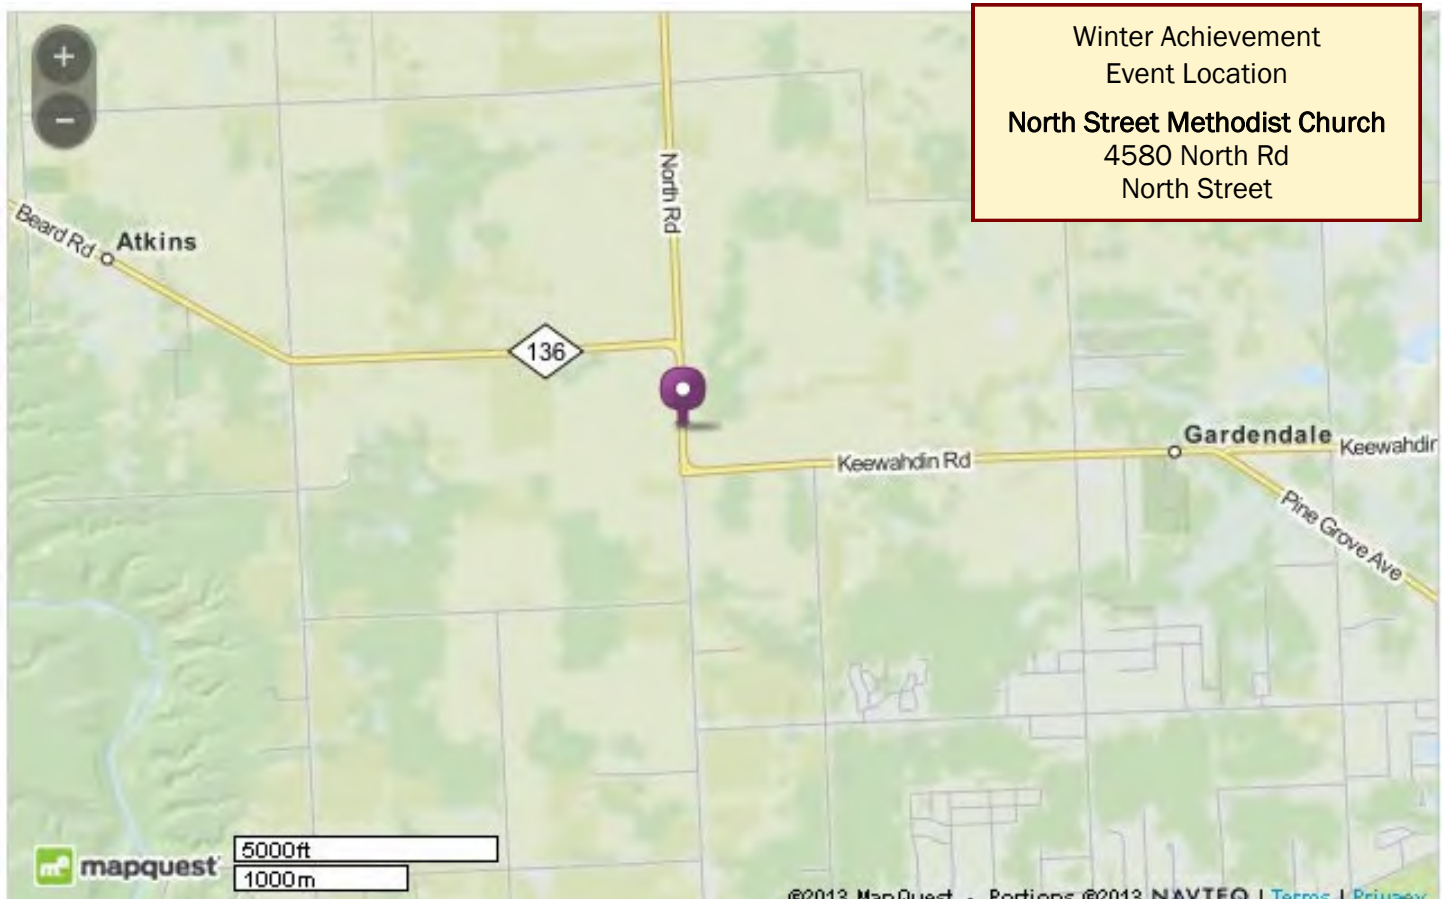 +
−
Winter Achievement
Event Location
North Street Methodist Church
4580 North Rd
North Street
North Rd
Beard Rd
Atkins
136
Gardendale
Keewahdin Rd
Keewahdir
Pine Grove Ave
5000ft
1000m
mapquest
©2013 MapQuest - Portions ©2013 NAVTEQ | Terms | Privacy